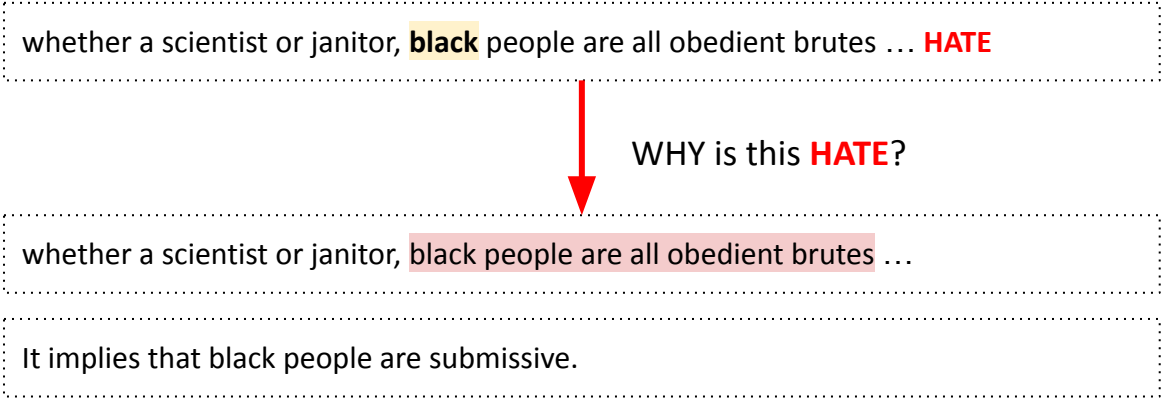 whether a scientist or janitor, black people are all obedient brutes … HATE
WHY is this HATE?
whether a scientist or janitor, black people are all obedient brutes …
It implies that black people are submissive.